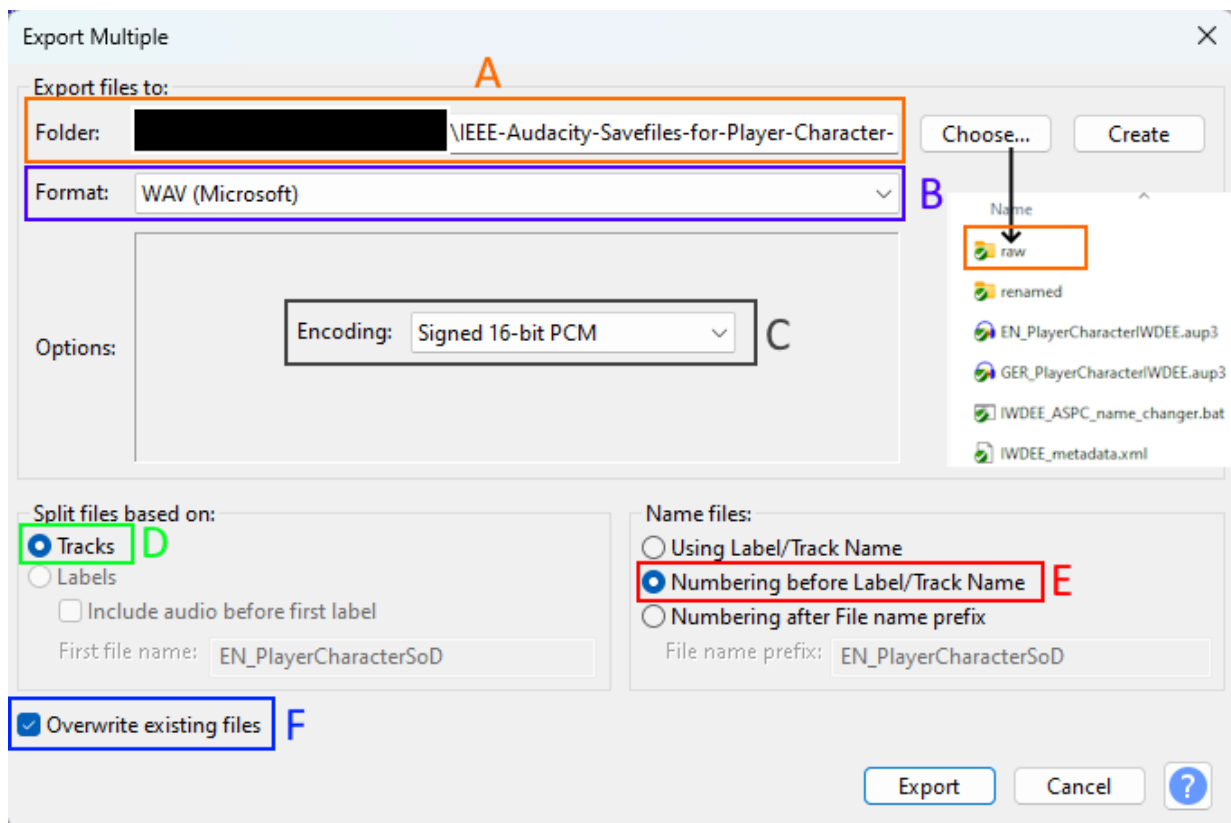 Export Multiple
Export files to:
A
Folder: \IEEE-Audacity-Savefiles-for-Player-Character-
Choose...
Create
Format: WAV (Microsoft)
B
Name
raw
renamed
EN_PlayerCharacterIWDEE.aup3
GER_PlayerCharacterIWDEE.aup3
IWDEE_ASPC_name_changer.bat
IWDEE_metadata.xml
Options:
Encoding: Signed 16-bit PCM
C
Split files based on:
Tracks
D
Labels
Include audio before first label
First file name: EN_PlayerCharacterSoD
Name files:
Using Label/Track Name
Numbering before Label/Track Name
E
Numbering after File name prefix
File name prefix: EN_PlayerCharacterSoD
Overwrite existing files
F
Export
Cancel
?